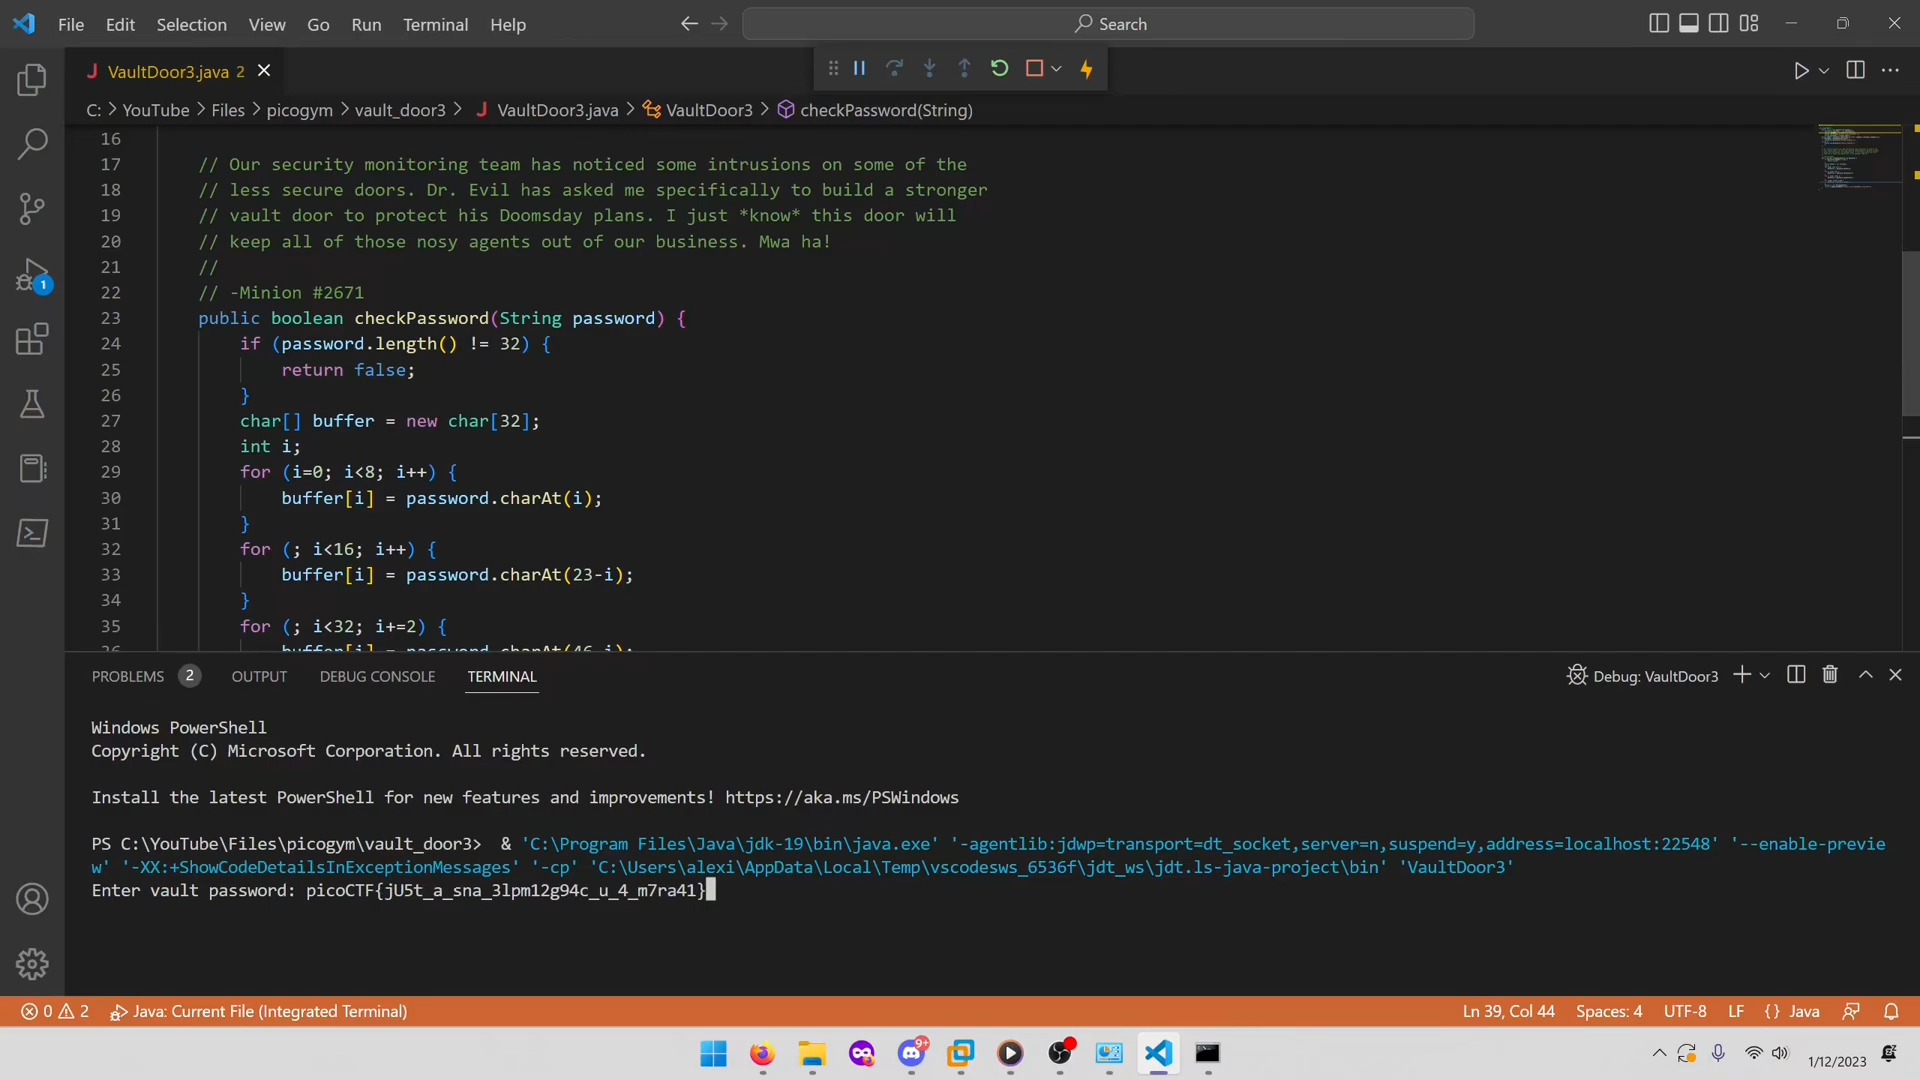 File Edit Selection View Go Run Terminal Help
Search
VaultDoor3.java 2
C: > YouTube > Files > picogym > vault_door3 > VaultDoor3.java > VaultDoor3 > checkPassword(String)
16
17 // Our security monitoring team has noticed some intrusions on some of the
18 // less secure doors. Dr. Evil has asked me specifically to build a stronger
19 // vault door to protect his Doomsday plans. I just *know* this door will
20 // keep all of those nosy agents out of our business. Mwa ha!
21 //
22 // -Minion #2671
23 public boolean checkPassword(String password) {
24 if (password.length() != 32) {
25 return false;
26 }
27 char[] buffer = new char[32];
28 int i;
29 for (i=0; i<8; i++) {
30 buffer[i] = password.charAt(i);
31 }
32 for (; i<16; i++) {
33 buffer[i] = password.charAt(23-i);
34 }
35 for (; i<32; i+=2) {
36 buffer[i] = password.charAt(46-i);
1
PROBLEMS 2 OUTPUT DEBUG CONSOLE TERMINAL
Debug: VaultDoor3
Windows PowerShell
Copyright (C) Microsoft Corporation. All rights reserved.
Install the latest PowerShell for new features and improvements! https://aka.ms/PSWindows
PS C:\YouTube\Files\picogym\vault_door3> & 'C:\Program Files\Java\jdk-19\bin\java.exe' '-agentlib:jdwp=transport=dt_socket,server=n,suspend=y,address=localhost:22548' '--enable-previe
w' '-XX:+ShowCodeDetailsInExceptionMessages' '-cp' 'C:\Users\alexi\AppData\Local\Temp\vscodesws_6536f\jdt_ws\jdt.ls-java-project\bin' 'VaultDoor3'
Enter vault password: picoCTF{jU5t_a_sna_3lpm12g94c_u_4_m7ra41}
0 2 Java: Current File (Integrated Terminal)
Ln 39, Col 44 Spaces: 4 UTF-8 LF {} Java
9+
1/12/2023